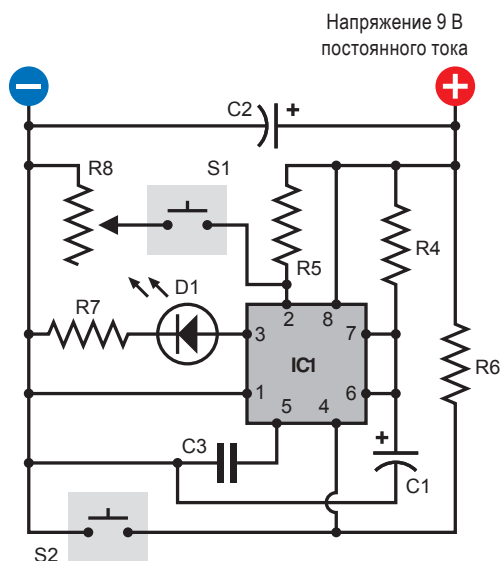 Напряжение 9 В
постоянного тока
−
+
C2
+
R8
S1
D1
R5
R4
R7
2
8
3
7
IC1
R6
1
6
5
4
+
C3
C1
S2